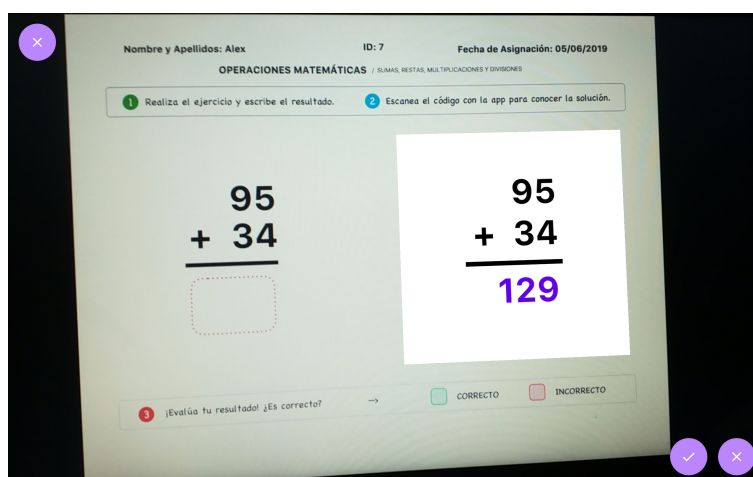 Nombre y Apellidos: Alex ID: 7 Fecha de Asignación: 05/06/2019
OPERACIONES MATEMÁTICAS / SUMAS, RESTAS, MULTIPLICACIONES Y DIVISIONES
1 Realiza el ejercicio y escribe el resultado. 2 Escanea el código con la app para conocer la solución.
95
+ 34
95
+ 34
129
3 ¡Evalúa tu resultado! ¿Es correcto? → CORRECTO INCORRECTO